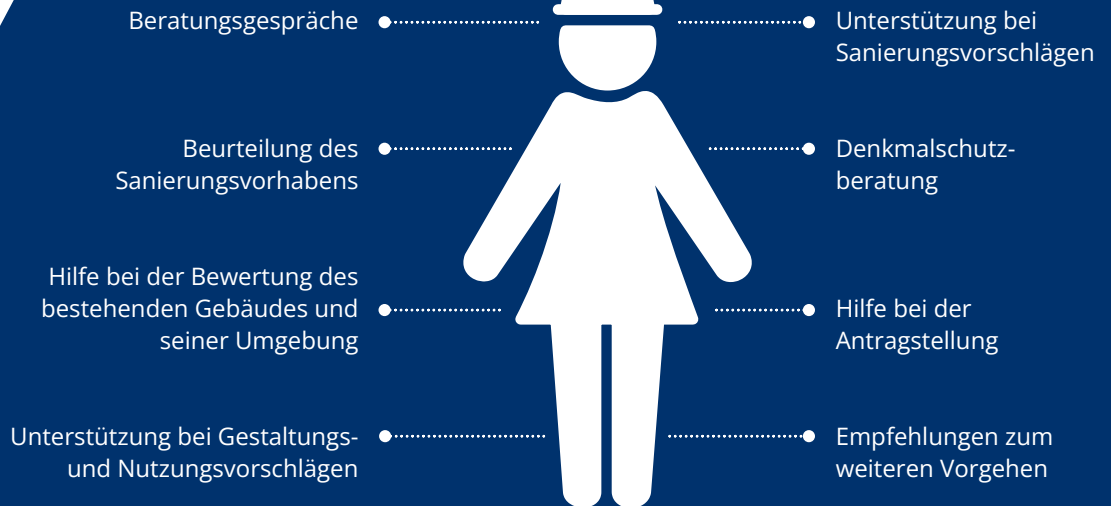 Beratungsgespräche
Unterstützung bei
Sanierungsvorschlägen
Beurteilung des
Sanierungsvorhabens
Denkmalschutz-
beratung
Hilfe bei der Bewertung des
bestehenden Gebäudes und
seiner Umgebung
Hilfe bei der
Antragstellung
Unterstützung bei Gestaltungs-
und Nutzungsvorschlägen
Empfehlungen zum
weiteren Vorgehen